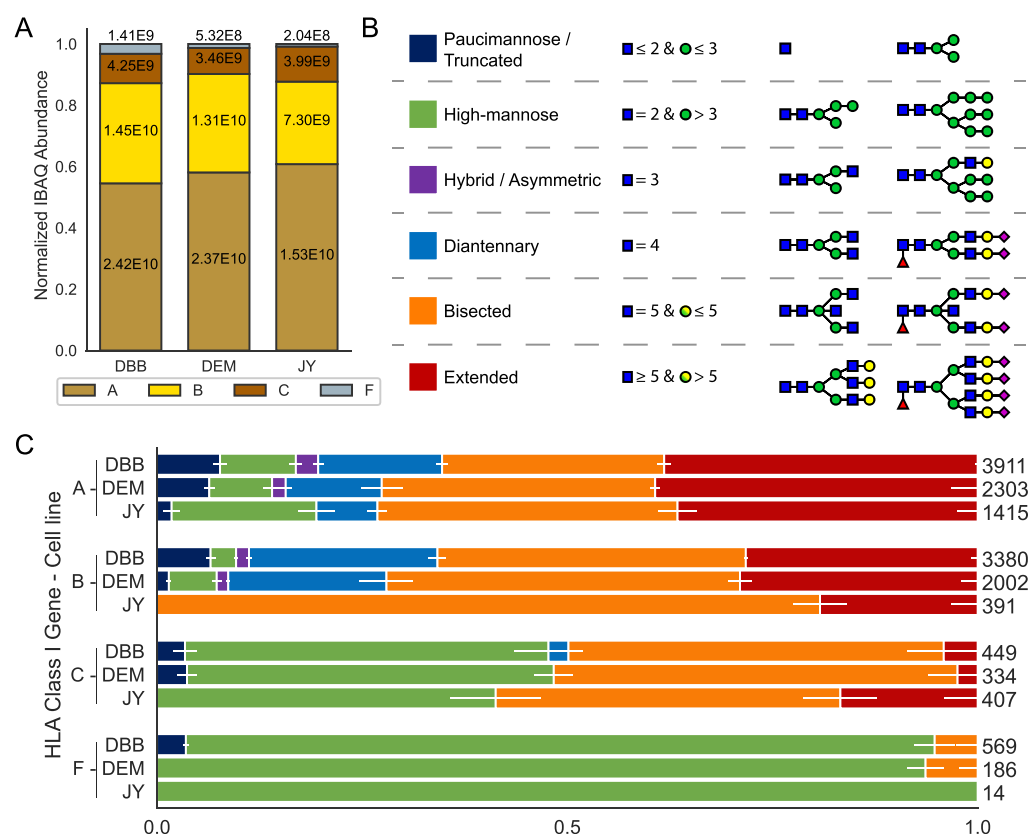 A
Normalized IBAQ Abundance
1.0
0.8
0.6
0.4
0.2
0.0
1.41E9 5.32E8 2.04E8
4.25E9 3.46E9 3.99E9
1.45E10 1.31E10 7.30E9
2.42E10 2.37E10 1.53E10
DBB DEM JY
A B C F
B
Paucimannose /
Truncated
≤ 2 & ≤ 3
High-mannose = 2 & > 3
Hybrid / Asymmetric = 3
Diantennary = 4
Bisected = 5 & ≤ 5
Extended ≥ 5 & > 5
C
HLA Class I Gene - Cell line
DBB 3911
A - DEM 2303
JY 1415
DBB 3380
B - DEM 2002
JY 391
DBB 449
C - DEM 334
JY 407
DBB 569
F - DEM 186
JY 14
0.0 0.5 1.0